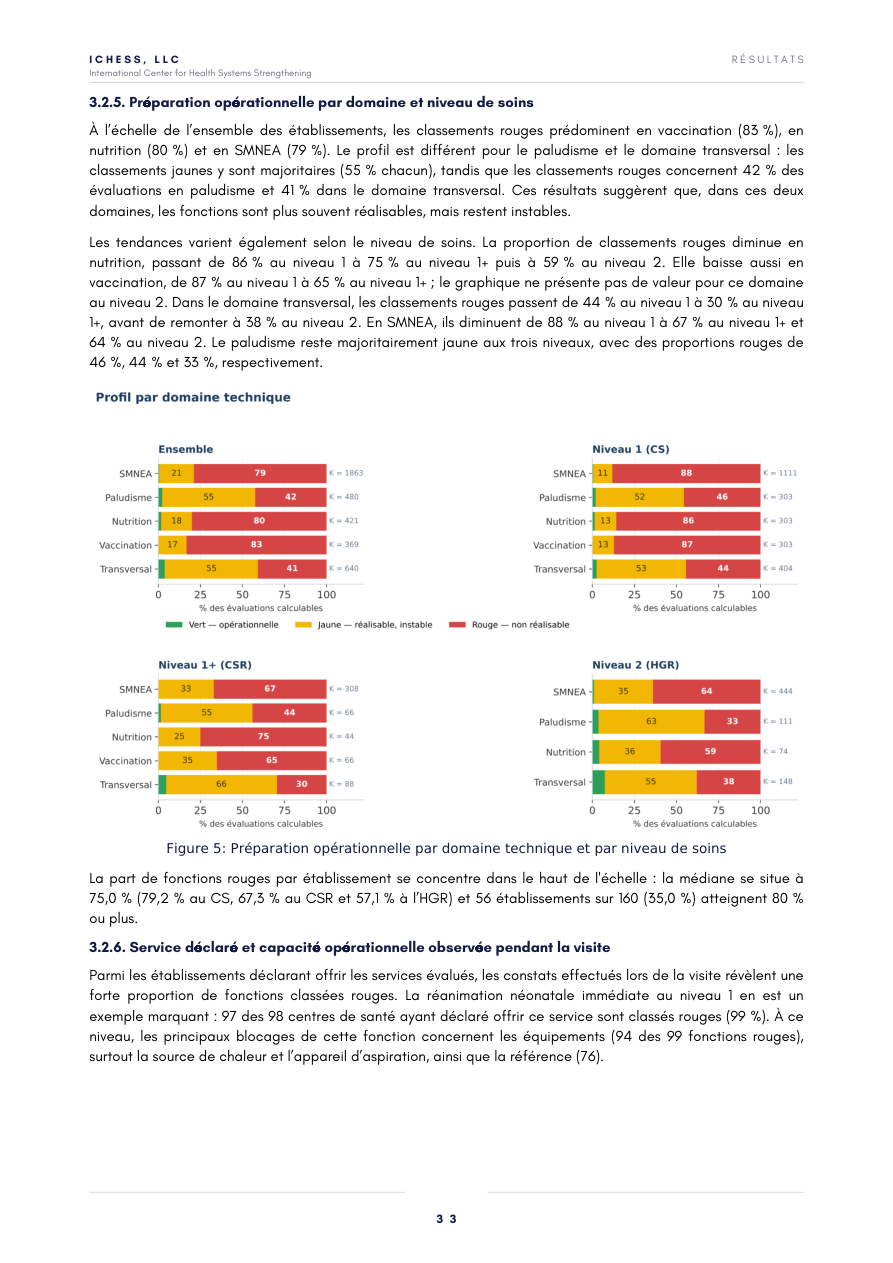 ICHESS, LLC
RÉSULTATS
International Center for Health Systems Strengthening
3.2.5. Préparation opérationnelle par domaine et niveau de soins
À l’échelle de l’ensemble des établissements, les classements rouges prédominent en vaccination (83 %), en
nutrition (80 %) et en SMNEA (79 %). Le profil est différent pour le paludisme et le domaine transversal : les
classements jaunes y sont majoritaires (55 % chacun), tandis que les classements rouges concernent 42 % des
évaluations en paludisme et 41 % dans le domaine transversal. Ces résultats suggèrent que, dans ces deux
domaines, les fonctions sont plus souvent réalisables, mais restent instables.
Les tendances varient également selon le niveau de soins. La proportion de classements rouges diminue en
nutrition, passant de 86 % au niveau 1 à 75 % au niveau 1+ puis à 59 % au niveau 2. Elle baisse aussi en
vaccination, de 87 % au niveau 1 à 65 % au niveau 1+ ; le graphique ne présente pas de valeur pour ce domaine
au niveau 2. Dans le domaine transversal, les classements rouges passent de 44 % au niveau 1 à 30 % au niveau
1+, avant de remonter à 38 % au niveau 2. En SMNEA, ils diminuent de 88 % au niveau 1 à 67 % au niveau 1+ et
64 % au niveau 2. Le paludisme reste majoritairement jaune aux trois niveaux, avec des proportions rouges de
46 %, 44 % et 33 %, respectivement.
Profil par domaine technique
Ensemble
SMNEA 21 79 K = 1863
Paludisme 55 42 K = 480
Nutrition 18 80 K = 421
Vaccination 17 83 K = 369
Transversal 55 41 K = 640
0 25 50 75 100
% des évaluations calculables
Niveau 1 (CS)
SMNEA 11 88 K = 1111
Paludisme 52 46 K = 303
Nutrition 13 86 K = 303
Vaccination 13 87 K = 303
Transversal 53 44 K = 404
0 25 50 75 100
% des évaluations calculables
Vert — opérationnelle Jaune — réalisable, instable Rouge — non réalisable
Niveau 1+ (CSR)
SMNEA 33 67 K = 308
Paludisme 55 44 K = 66
Nutrition 25 75 K = 44
Vaccination 35 65 K = 66
Transversal 66 30 K = 88
0 25 50 75 100
% des évaluations calculables
Niveau 2 (HGR)
SMNEA 35 64 K = 444
Paludisme 63 33 K = 111
Nutrition 36 59 K = 74
Transversal 55 38 K = 148
0 25 50 75 100
% des évaluations calculables
Figure 5: Préparation opérationnelle par domaine technique et par niveau de soins
La part de fonctions rouges par établissement se concentre dans le haut de l'échelle : la médiane se situe à
75,0 % (79,2 % au CS, 67,3 % au CSR et 57,1 % à l’HGR) et 56 établissements sur 160 (35,0 %) atteignent 80 %
ou plus.
3.2.6. Service déclaré et capacité opérationnelle observée pendant la visite
Parmi les établissements déclarant offrir les services évalués, les constats effectués lors de la visite révèlent une
forte proportion de fonctions classées rouges. La réanimation néonatale immédiate au niveau 1 en est un
exemple marquant : 97 des 98 centres de santé ayant déclaré offrir ce service sont classés rouges (99 %). À ce
niveau, les principaux blocages de cette fonction concernent les équipements (94 des 99 fonctions rouges),
surtout la source de chaleur et l’appareil d’aspiration, ainsi que la référence (76).
33